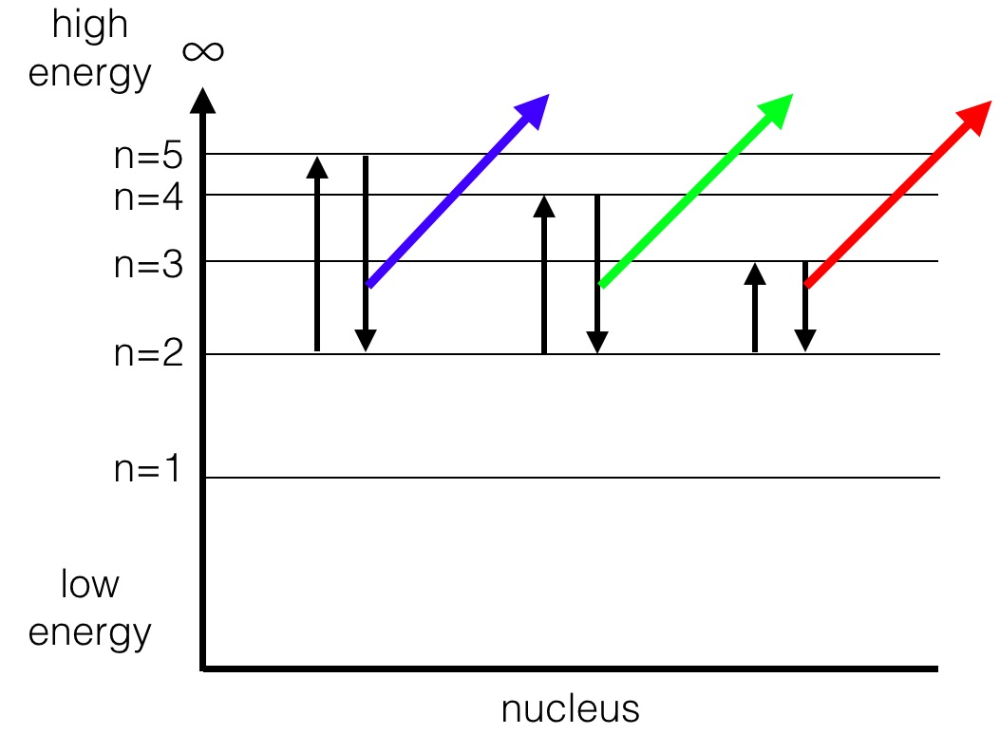 high
energy
∞
n=5
n=4
n=3
n=2
n=1
low
energy
nucleus